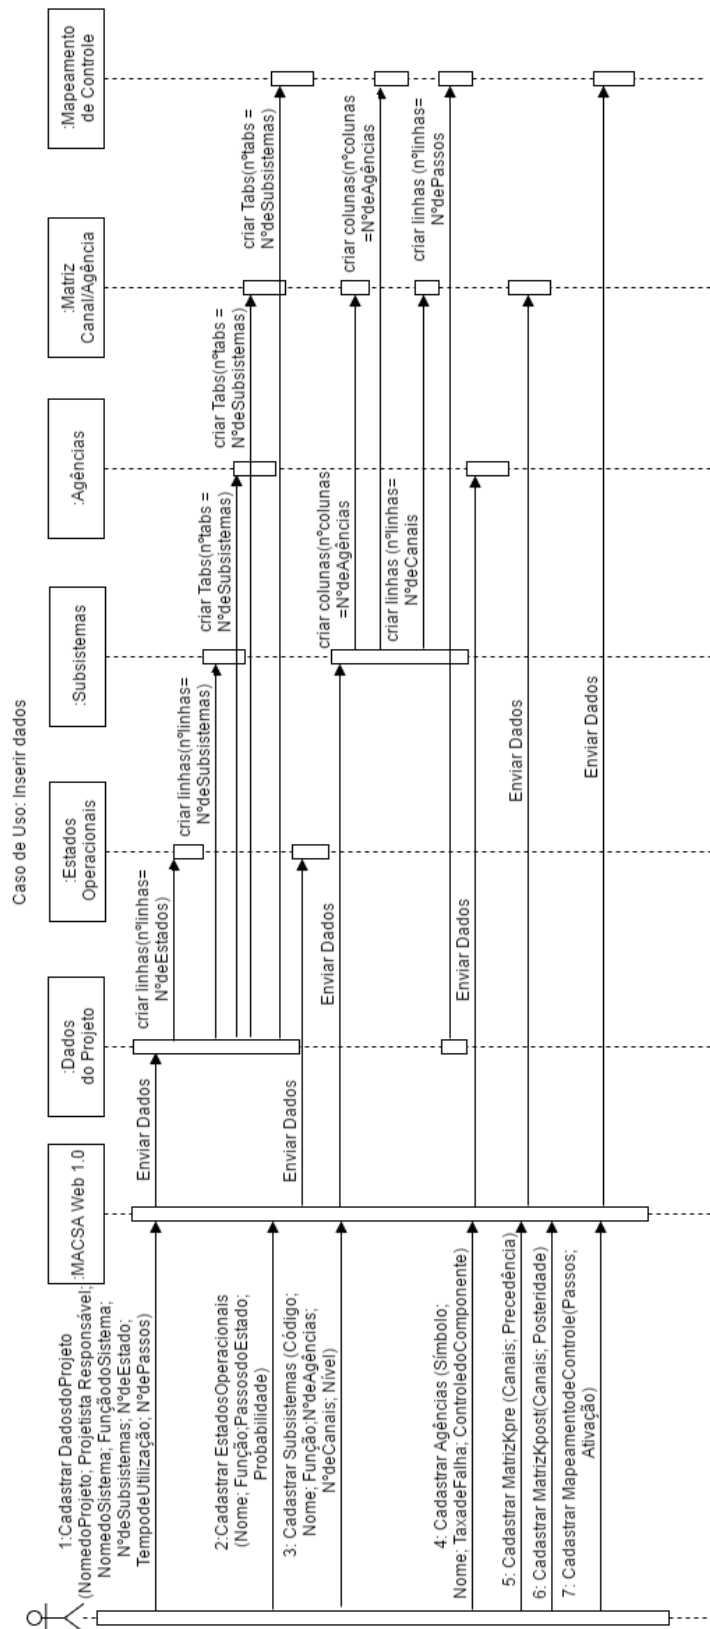 Caso de Uso: Inserir dados
:MACSA Web 1.0
:Dados
do Projeto
:Estados
Operacionais
:Subsistemas
:Agências
:Matriz
Canal/Agência
:Mapeamento
de Controle
1:Cadastrar DadosdoProjeto
(NomedoProjeto; Projetista Responsável;
NomedoSistema; FunçãodoSistema;
NºdeSubsistemas; NºdeEstado;
TempodeUtilização; NºdePassos)
Enviar Dados
criar linhas(nºlinhas=
NºdeEstados)
criar linhas(nºlinhas=
NºdeSubsistemas)
criar Tabs(nºtabs =
NºdeSubsistemas)
criar Tabs(nºtabs =
NºdeSubsistemas)
criar Tabs(nºtabs =
NºdeSubsistemas)
2:Cadastrar EstadosOperacionais
(Nome; Função;PassosdoEstado;
Probabilidade)
Enviar Dados
3: Cadastrar Subsistemas (Código;
Nome; Função;NºdeAgências;
NºdeCanais; Nível)
Enviar Dados
criar colunas(nºcolunas
=NºdeAgências
criar colunas(nºcolunas
=NºdeAgências
criar linhas (nºlinhas=
NºdeCanais
criar linhas (nºlinhas=
NºdePassos
4: Cadastrar Agências (Símbolo;
Nome; TaxadeFalha; ControledoComponente)
Enviar Dados
5: Cadastrar MatrizKpre (Canais; Precedência)
Enviar Dados
6: Cadastrar MatrizKpost(Canais; Posteridade)
7: Cadastrar MapeamentodeControle(Passos;
Ativação)
Enviar Dados